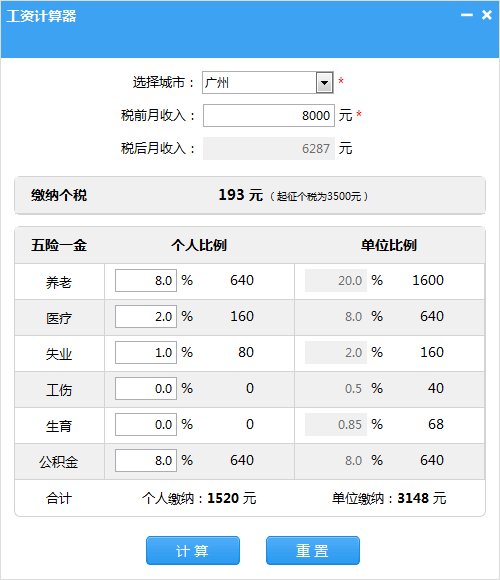 工资计算器
选择城市： 广州 *
税前月收入： 8000 元 *
税后月收入： 6287 元
缴纳个税 193 元 ( 起征个税为3500元 )
五险一金 个人比例 单位比例
养老 8.0 % 640 20.0 % 1600
医疗 2.0 % 160 8.0 % 640
失业 1.0 % 80 2.0 % 160
工伤 0.0 % 0 0.5 % 40
生育 0.0 % 0 0.85 % 68
公积金 8.0 % 640 8.0 % 640
合计 个人缴纳：1520 元 单位缴纳：3148 元
计 算 重 置